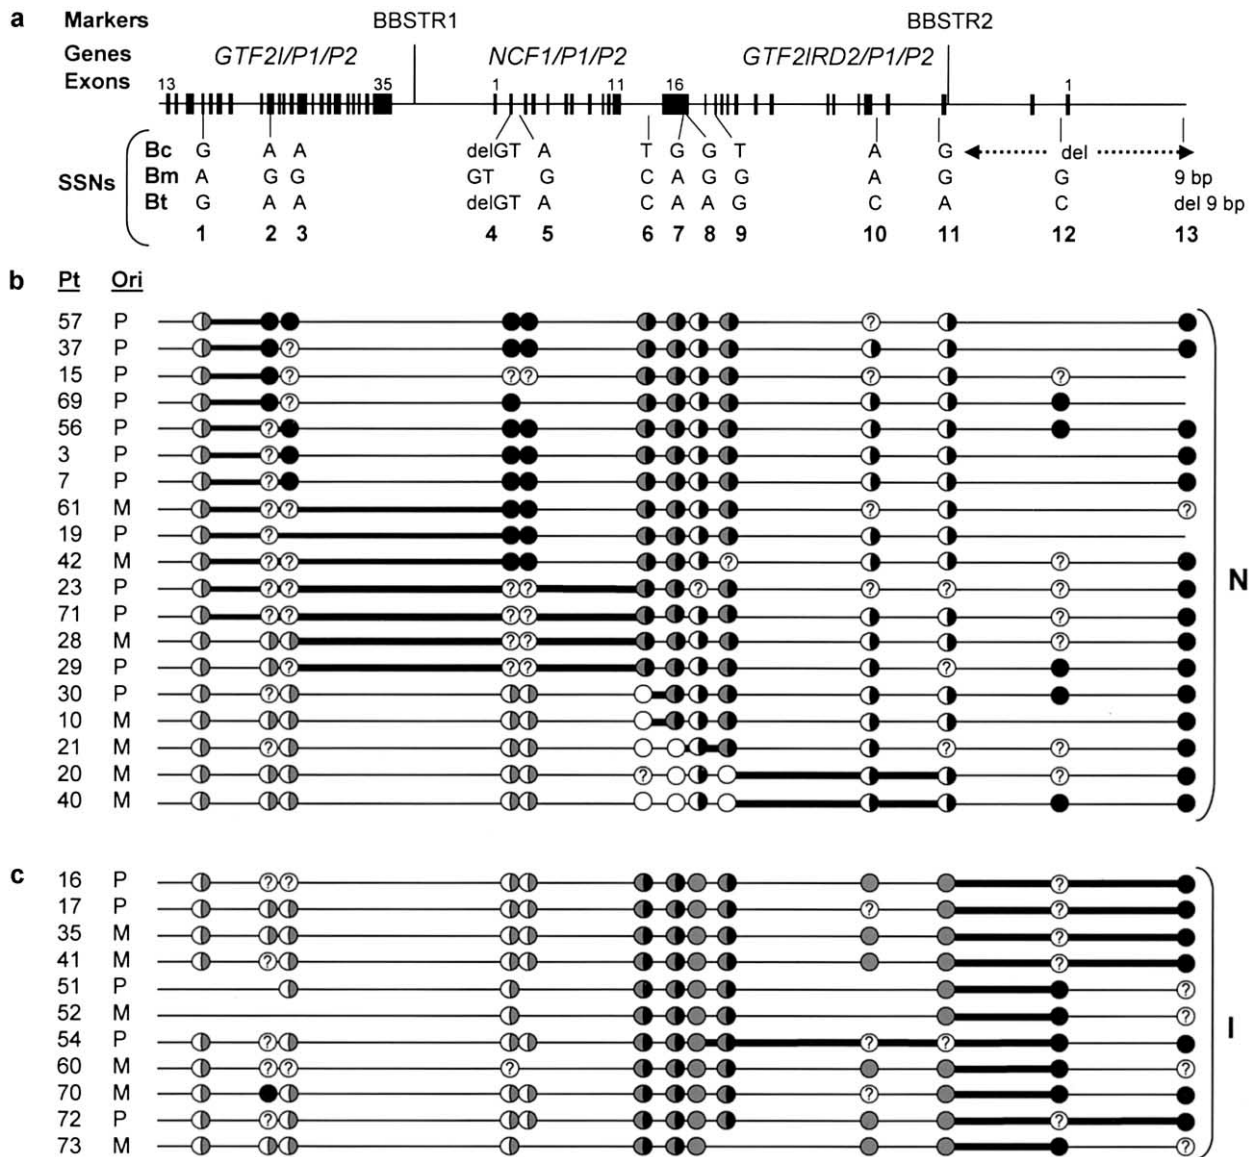 a Markers BBSTR1 BBSTR2
Genes GTF2I/P1/P2 NCF1/P1/P2 GTF2IRD2/P1/P2
Exons 13 35 1 11 16 1
SSNs
Bc G A A delGT A T G G T A G del
Bm A G G GT G C A G G A G G 9 bp
Bt G A A delGT A C A A G C A C del 9 bp
1 2 3 4 5 6 7 8 9 10 11 12 13
b Pt Ori
57 P ?
37 P ?
15 P ? ? ? ? ?
69 P ?
56 P ?
3 P ?
7 P ?
61 M ? ? ? ?
19 P ?
42 M ? ? ? ?
23 P ? ? ? ? ? ? ? ?
71 P ? ? ? ? ?
28 M ? ? ?
29 P ? ? ? ?
30 P ?
10 M
21 M ? ? ?
20 M ? ?
40 M
N
c
16 P ? ? ?
17 P ? ?
35 M ?
41 M ? ?
51 P ?
52 M ?
54 P ? ? ?
60 M ? ? ? ?
70 M ?
72 P ? ?
73 M ?
I